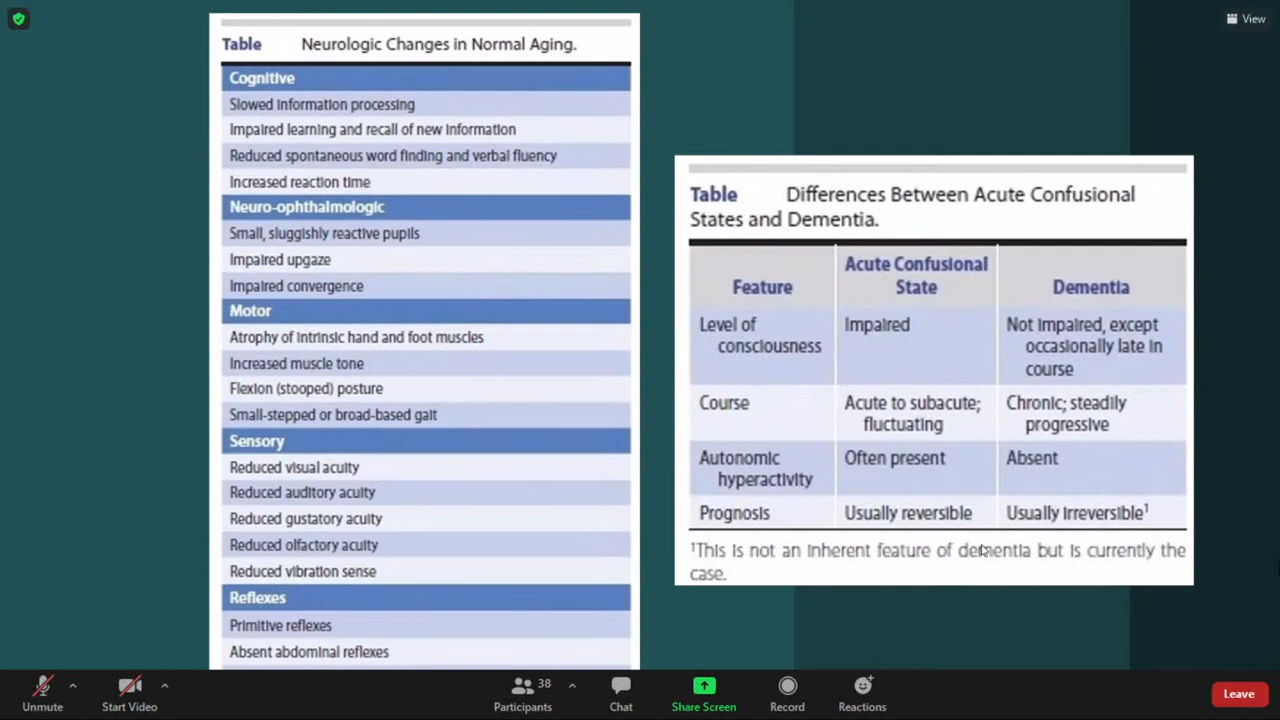 View
Table Neurologic Changes in Normal Aging.
Cognitive
Slowed information processing
Impaired learning and recall of new information
Reduced spontaneous word finding and verbal fluency
Increased reaction time
Neuro-ophthalmologic
Small, sluggishly reactive pupils
Impaired upgaze
Impaired convergence
Motor
Atrophy of intrinsic hand and foot muscles
Increased muscle tone
Flexion (stooped) posture
Small-stepped or broad-based gait
Sensory
Reduced visual acuity
Reduced auditory acuity
Reduced gustatory acuity
Reduced olfactory acuity
Reduced vibration sense
Reflexes
Primitive reflexes
Absent abdominal reflexes
Table Differences Between Acute Confusional
States and Dementia.
Feature Acute Confusional State Dementia
Level of consciousness Impaired Not impaired, except occasionally late in course
Course Acute to subacute; fluctuating Chronic; steadily progressive
Autonomic hyperactivity Often present Absent
Prognosis Usually reversible Usually irreversible¹
¹This is not an inherent feature of dementia but is currently the
case.
Unmute Start Video Participants 38 Chat Share Screen Record Reactions Leave